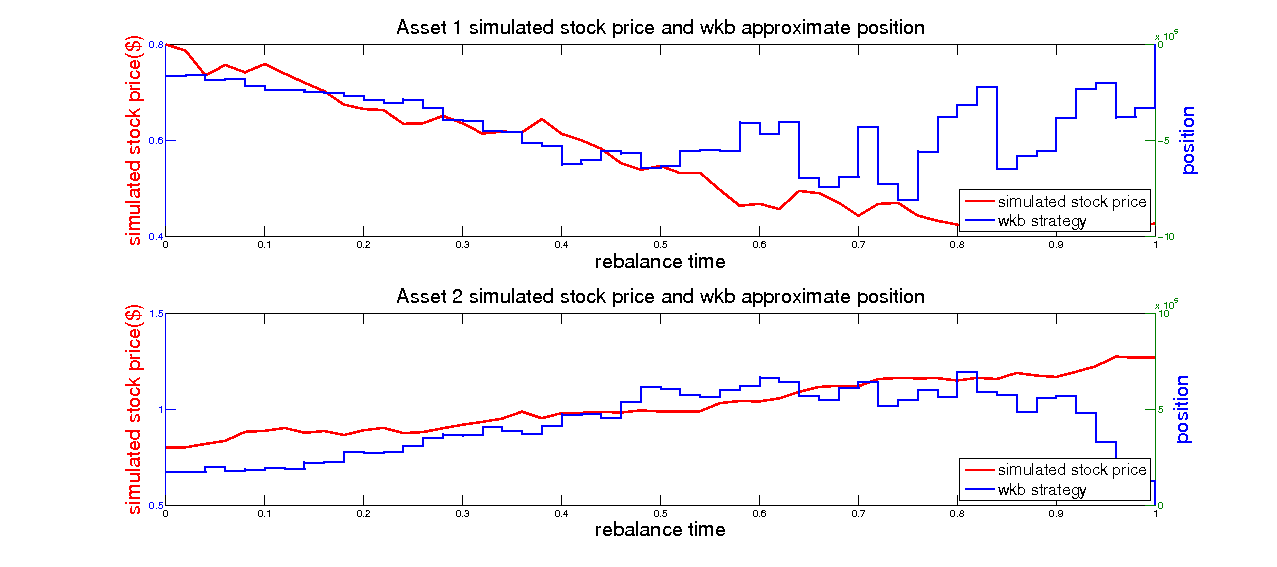 Asset 1 simulated stock price and wkb approximate position
x 10^5
0.8
0
simulated stock price($)
0.6
-5
position
simulated stock price
wkb strategy
0.4
-10
0 0.1 0.2 0.3 0.4 0.5 0.6 0.7 0.8 0.9 1
rebalance time
Asset 2 simulated stock price and wkb approximate position
x 10^5
1.5
10
simulated stock price($)
1
5
position
simulated stock price
wkb strategy
0.5
0
0 0.1 0.2 0.3 0.4 0.5 0.6 0.7 0.8 0.9 1
rebalance time